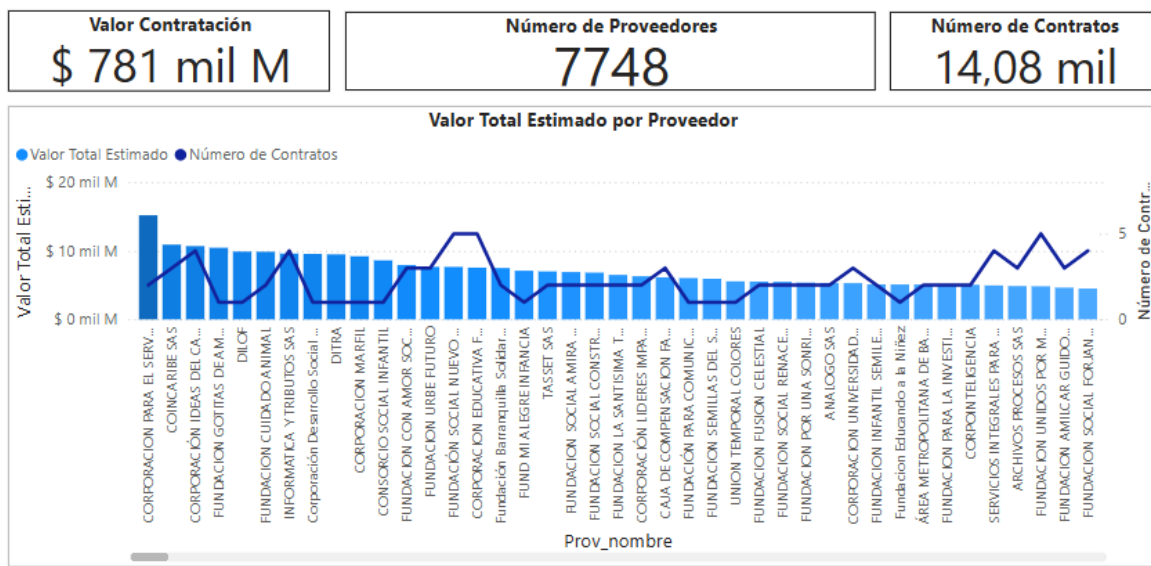 Valor Contratación
$ 781 mil M
Número de Proveedores
7748
Número de Contratos
14,08 mil
Valor Total Estimado por Proveedor
Valor Total Estimado
Número de Contratos
Valor Total Esti...
$ 20 mil M
$ 10 mil M
$ 0 mil M
5
0
Número de Contr...
CORPORACION PARA EL SERV...
COINCARIBE SAS
CORPORACIÓN IDEAS DEL CA...
FUNDACION GOTITAS DE AM...
DILOF
FUNDACION CUIDADO ANIMAL
INFORMATICA Y TRIBUTOS SAS
Corporación Desarrollo Social ...
DITRA
CORPORACION MARFIL
CONSORCIO SOCIAL INFANTIL
FUNDACION CON AMOR SOC...
FUNDACION URBE FUTURO
FUNDACIÓN SOCIAL NUEVO ...
CORPORACION EDUCATIVA F...
Fundación Barranquilla Solidar...
FUND MI ALEGRE INFANCIA
TASSET SAS
FUNDACION SOCIAL AMIRA ...
FUNDACION SOCIAL CONSTR...
FUNDACION LA SANTISIMA T...
CORPORACIÓN LIDERES IMPA...
CAJA DE COMPENSACION FA...
FUNDACIÓN PARA COMUNIC...
FUNDACION SEMILLAS DEL S...
UNION TEMPORAL COLORES
FUNDACION FUSION CELESTIAL
FUNDACION SOCIAL RENACE...
FUNDACION POR UNA SONRI...
ANALOGO SAS
CORPORACION UNIVERSIDAD...
FUNDACION INFANTIL SEMILE...
Fundacion Educando a la Niñez
ÁREA METROPOLITANA DE BA...
FUNDACION PARA LA INVESTI...
CORPOINTELIGENCIA
SERVICIOS INTEGRALES PARA ...
ARCHIVOS PROCESOS SAS
FUNDACION UNIDOS POR M...
FUNDACION AMILCAR GUIDO...
FUNDACION SOCIAL FORJAN...
Prov_nombre